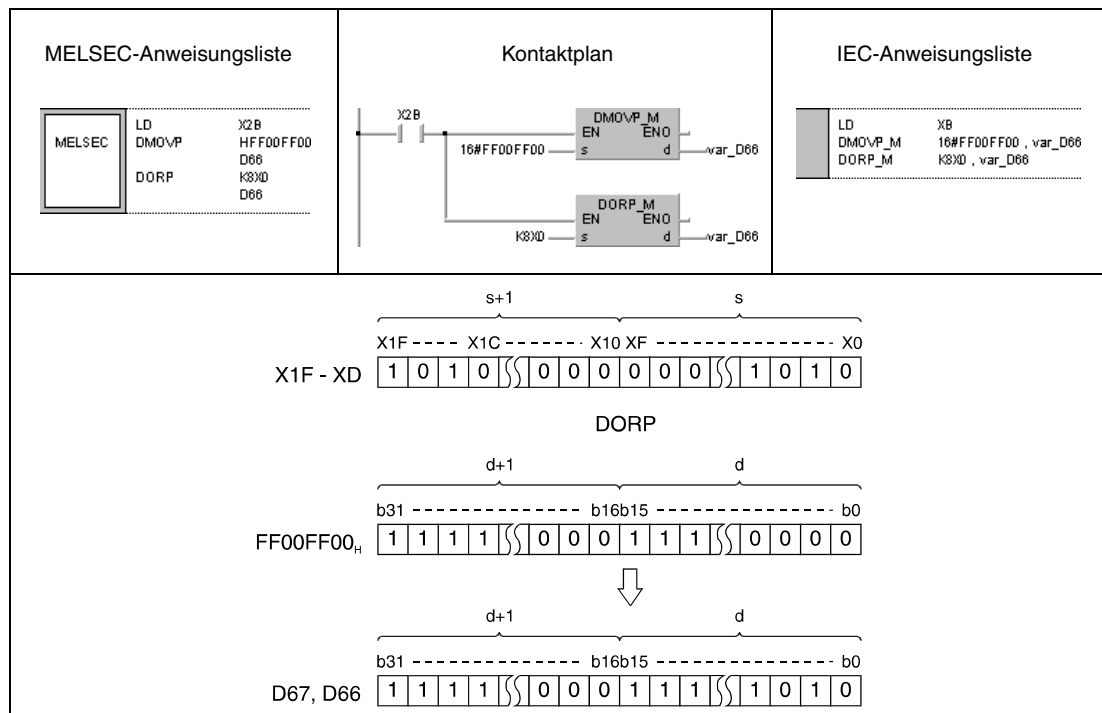 MELSEC-Anweisungsliste
MELSEC
LD X2B
DMOVP HFF00FF00
D66
DORP K8X0
D66
Kontaktplan
X2B
DMOVP_M
EN ENO
16#FF00FF00 s d var_D66
DORP_M
EN ENO
K8X0 s d var_D66
IEC-Anweisungsliste
LD XB
DMOVP_M 16#FF00FF00 , var_D66
DORP_M K8X0 , var_D66
s+1 s
X1F ---- X1C ------- X10 XF ------------- X0
X1F - XD 1 0 1 0 0 0 0 0 0 0 1 0 1 0
DORP
d+1 d
b31 --------------- b16b15 --------------- b0
FF00FF00H 1 1 1 1 0 0 0 1 1 1 0 0 0 0
d+1 d
b31 --------------- b16b15 --------------- b0
D67, D66 1 1 1 1 0 0 0 1 1 1 1 0 1 0